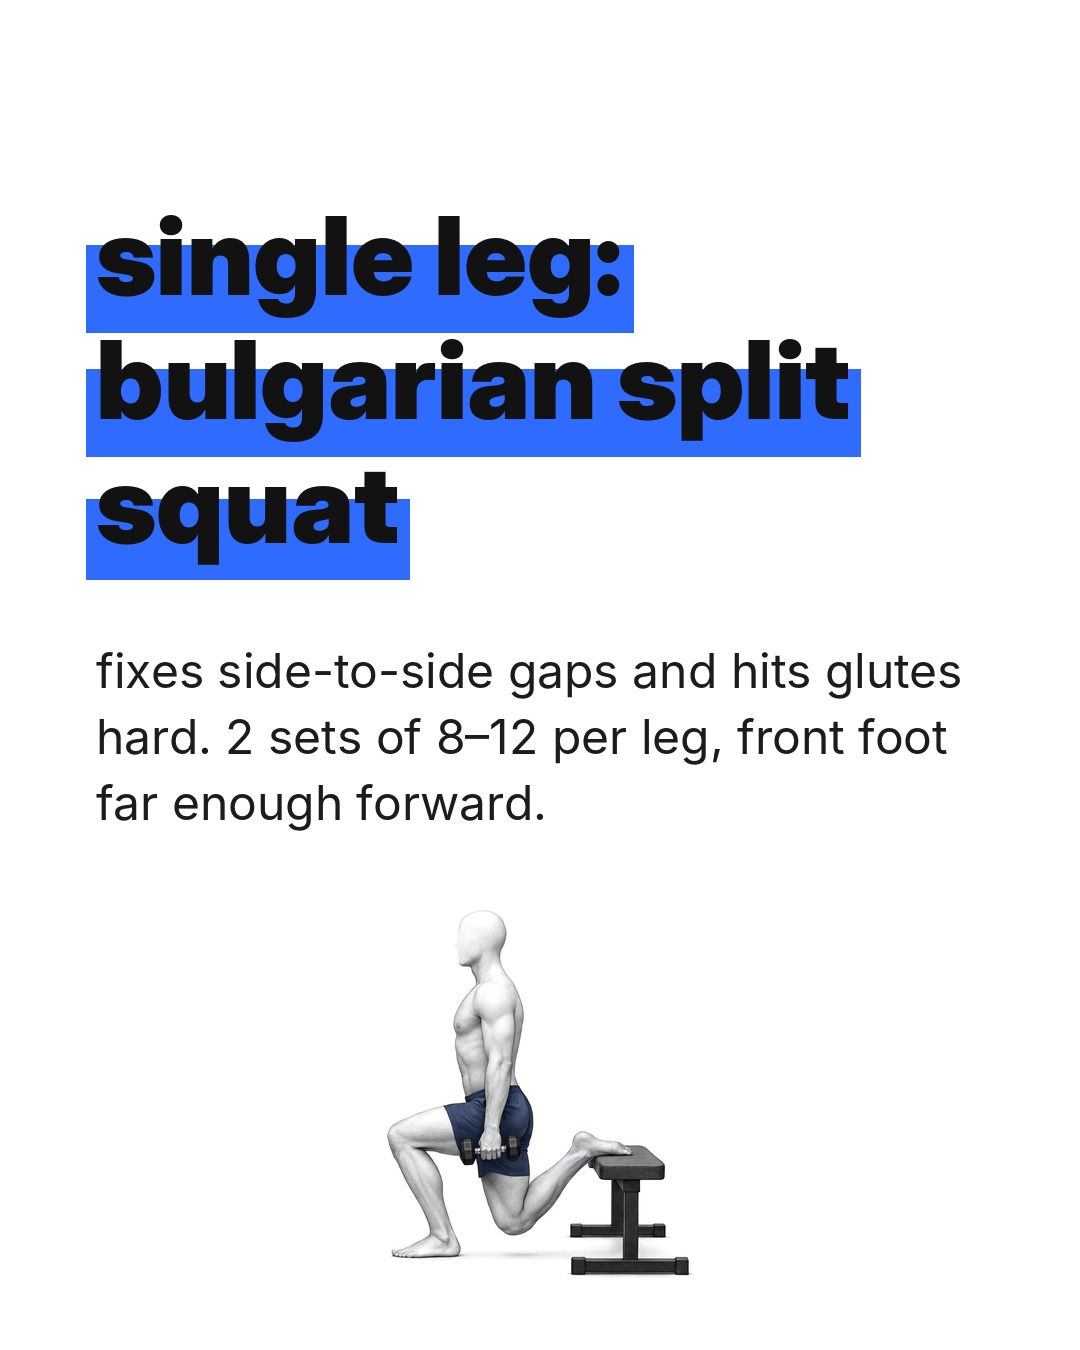 single leg:
bulgarian split
squat
fixes side-to-side gaps and hits glutes
hard. 2 sets of 8–12 per leg, front foot
far enough forward.